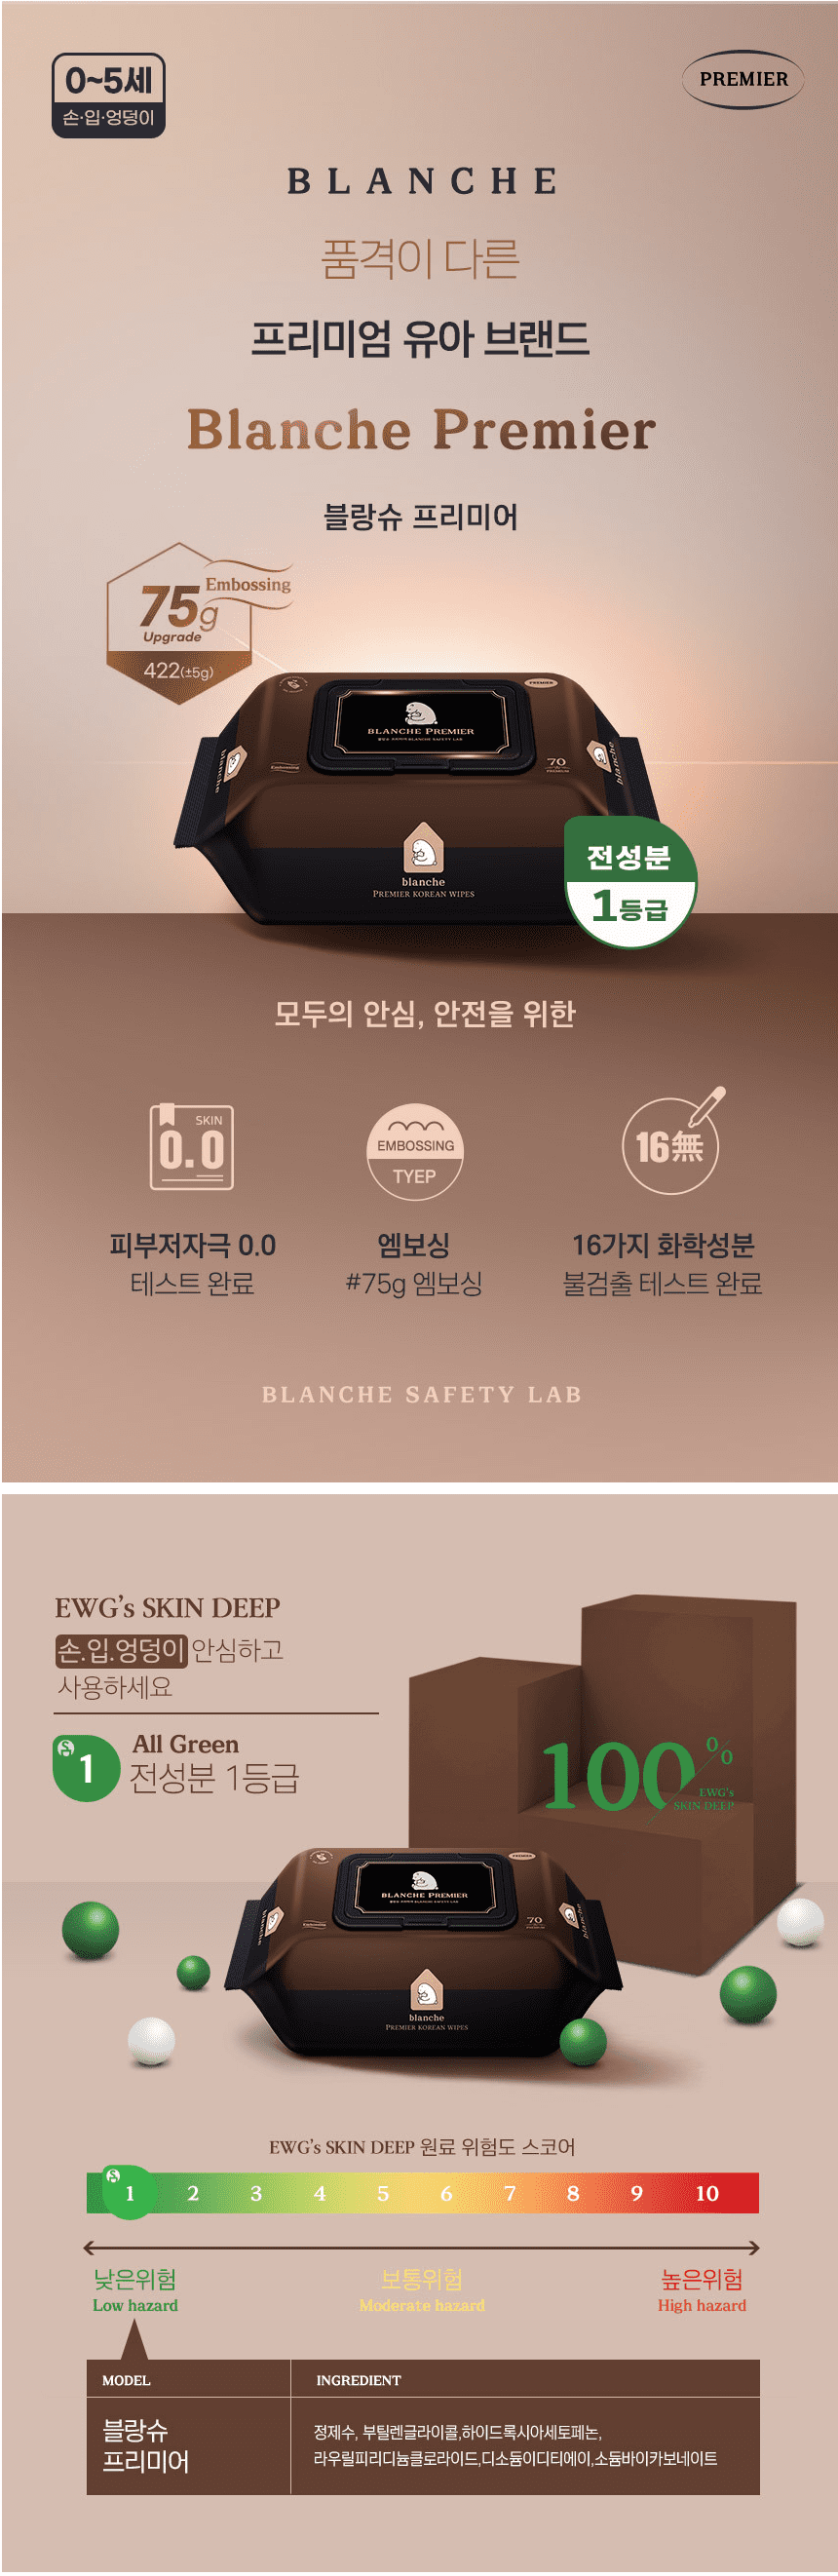 0~5세
손·입·엉덩이
PREMIER
BLANCHE
품격이 다른
프리미엄 유아 브랜드
Blanche Premier
블랑슈 프리미어
Embossing
75g
Upgrade
422(±5g)
PREMIER
BLANCHE PREMIER
Embossing
70
blanche
blanche
blanche
PREMIER KOREAN WIPES
전성분
1등급
모두의 안심, 안전을 위한
SKIN
0.0
EMBOSSING
TYEP
16無
피부저자극 0.0
테스트 완료
엠보싱
#75g 엠보싱
16가지 화학성분
불검출 테스트 완료
BLANCHE SAFETY LAB
EWG's SKIN DEEP
손.입.엉덩이 안심하고
사용하세요
1
All Green
전성분 1등급
100%
EWG's
SKIN DEEP
PREMIER
BLANCHE PREMIER
Embossing
70
blanche
blanche
blanche
PREMIER KOREAN WIPES
EWG's SKIN DEEP 원료 위험도 스코어
1 2 3 4 5 6 7 8 9 10
낮은위험 보통위험 높은위험
Low hazard Moderate hazard High hazard
MODEL INGREDIENT
블랑슈
프리미어
정제수, 부틸렌글라이콜,하이드록시아세토페논,
라우릴피리디늄클로라이드,디소듐이디티에이,소듐바이카보네이트